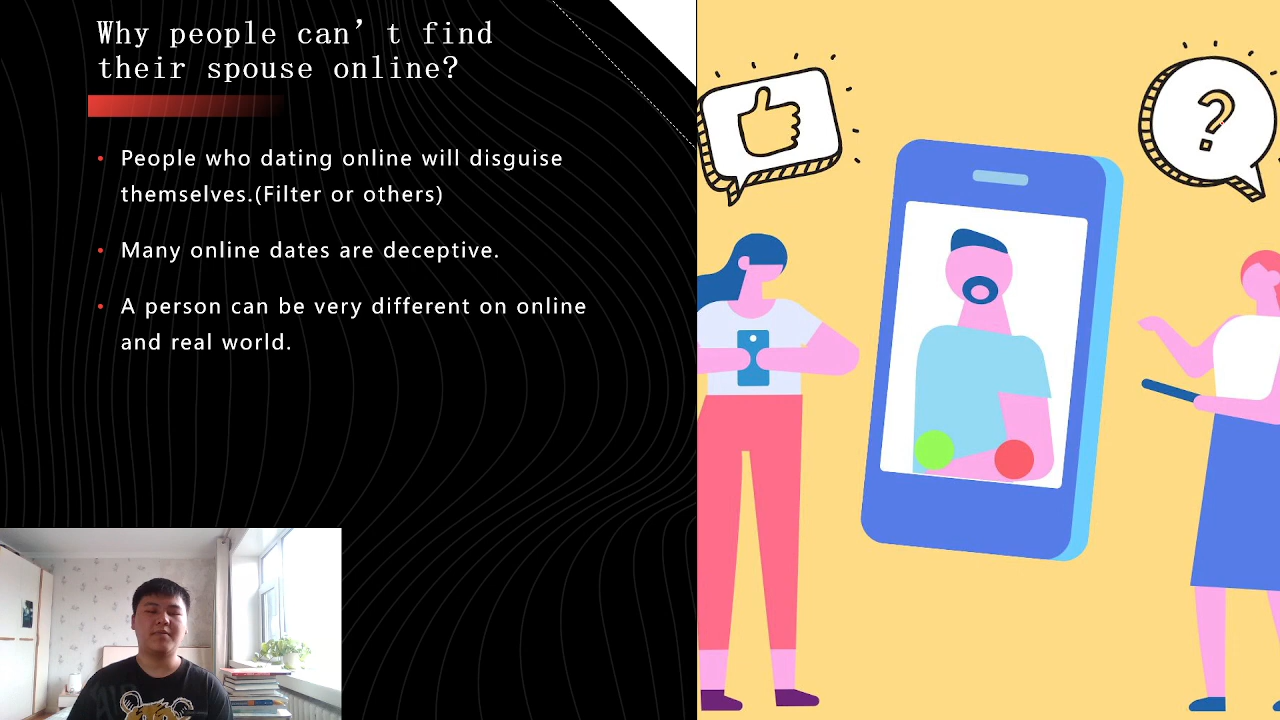 Why people can’t find
their spouse online?
• People who dating online will disguise
themselves.(Filter or others)
• Many online dates are deceptive.
• A person can be very different on online
and real world.
?